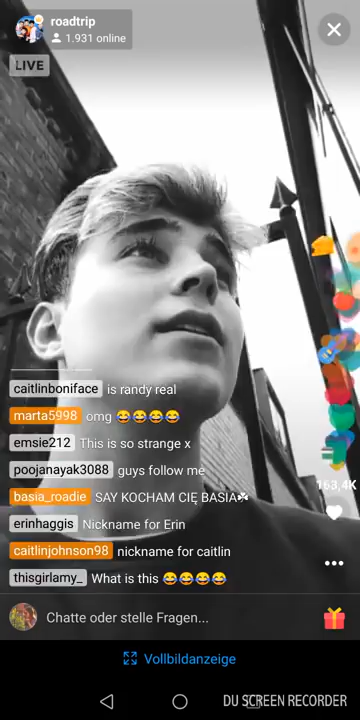 roadtrip
1.931 online
LIVE
caitlinboniface is randy real
marta5998 omg 😂😂😂😂
emsie212 This is so strange x
poojanayak3088 guys follow me
basia_roadie SAY KOCHAM CIĘ BASIA☘
erinhaggis Nickname for Erin
caitlinjohnson98 nickname for caitlin
thisgirlamy_ What is this 😂😂😂😂
163,4K
Chatte oder stelle Fragen...
Vollbildanzeige
DU SCREEN RECORDER